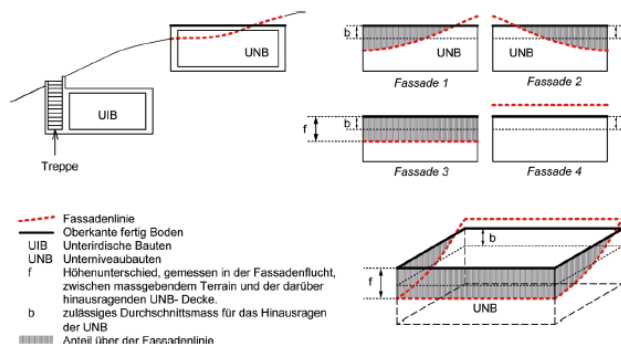 UNB
UIB
Treppe
b
UNB
Fassade 1
UNB
Fassade 2
f
b
Fassade 3
b
Fassade 4
Fassadenlinie
Oberkante fertig Boden
UIB Unterirdische Bauten
UNB Unterniveaubauten
f Höhenunterschied, gemessen in der Fassadenflucht,
zwischen massgebendem Terrain und der darüber
hinausragenden UNB- Decke.
b zulässiges Durchschnittsmass für das Hinausragen
der UNB
Anteil über der Fassadenlinie
b
f
UNB